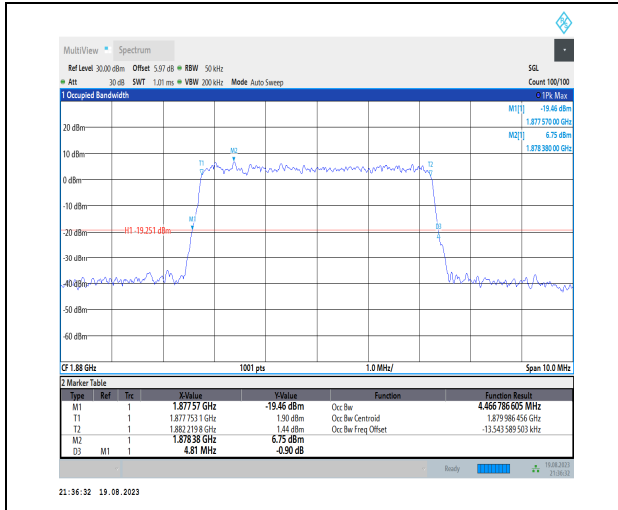 MultiView Spectrum
Ref Level 30.00 dBm Offset 5.97 dB RBW 50 kHz SGL
Att 30 dB SWT 1.01 ms VBW 200 kHz Mode Auto Sweep Count 100/100
1 Occupied Bandwidth 1Pk Max
M1[1] -19.46 dBm
1.877 570 00 GHz
M2[1] 6.75 dBm
1.878 380 00 GHz
20 dBm
10 dBm
M2
T1
T2
0 dBm
-10 dBm
M1
D3
-20 dBm
H1 -19.251 dBm
-30 dBm
-40 dBm
-50 dBm
-60 dBm
CF 1.88 GHz 1001 pts 1.0 MHz/ Span 10.0 MHz
2 Marker Table
Type Ref Trc X-Value Y-Value Function Function Result
M1 1 1.87757 GHz -19.46 dBm Occ Bw 4.466 786 605 MHz
T1 1 1.877 753 1 GHz 1.90 dBm Occ Bw Centroid 1.879 986 456 GHz
T2 1 1.882 219 8 GHz 1.44 dBm Occ Bw Freq Offset -13.543 589 503 kHz
M2 1 1.878 38 GHz 6.75 dBm
D3 M1 1 4.81 MHz -0.90 dB
Ready 19.08.2023
21:36:32
21:36:32 19.08.2023